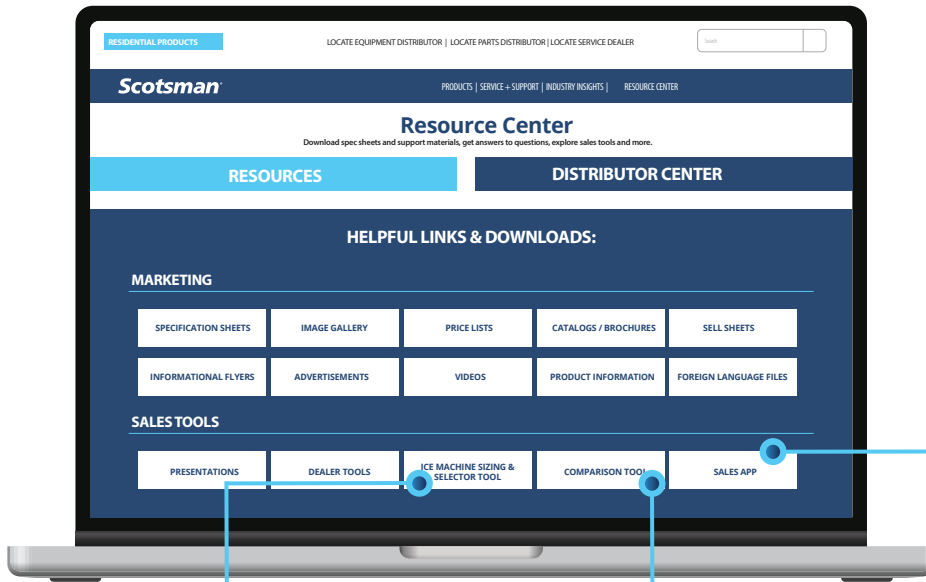 RESIDENTIAL PRODUCTS
LOCATE EQUIPMENT DISTRIBUTOR | LOCATE PARTS DISTRIBUTOR | LOCATE SERVICE DEALER
Search
Scotsman
PRODUCTS | SERVICE + SUPPORT | INDUSTRY INSIGHTS | RESOURCE CENTER
Resource Center
Download spec sheets and support materials, get answers to questions, explore sales tools and more.
RESOURCES
DISTRIBUTOR CENTER
HELPFUL LINKS & DOWNLOADS:
MARKETING
SPECIFICATION SHEETS
IMAGE GALLERY
PRICE LISTS
CATALOGS / BROCHURES
SELL SHEETS
INFORMATIONAL FLYERS
ADVERTISEMENTS
VIDEOS
PRODUCT INFORMATION
FOREIGN LANGUAGE FILES
SALES TOOLS
PRESENTATIONS
DEALER TOOLS
ICE MACHINE SIZING &
SELECTOR TOOL
COMPARISON TOOL
SALES APP